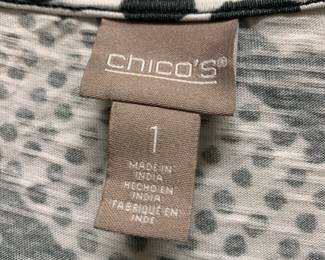 chico's®
1
MADE IN
INDIA
HECHO EN
INDIA
FABRIQUÉ EN
INDE